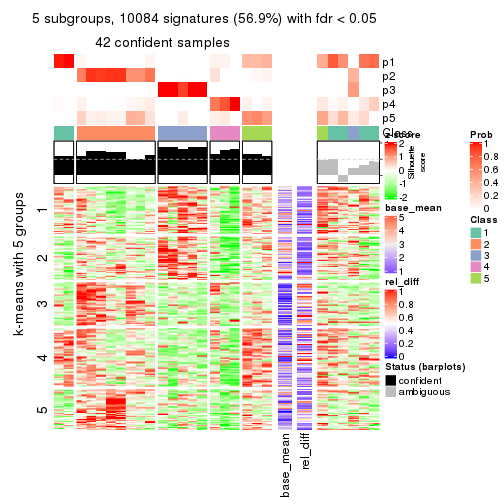 5 subgroups, 10084 signatures (56.9%) with fdr < 0.05
42 confident samples
p1
p2
p3
p4
p5
Class
Silhouette
score
k-means with 5 groups
1
2
3
4
5
base_mean
rel_diff
z-score
2
1
0
-1
-2
base_mean
5
4
3
2
1
rel_diff
1
0.8
0.6
0.4
0.2
0
Status (barplots)
confident
ambiguous
Prob
1
0.8
0.6
0.4
0.2
0
Class
1
2
3
4
5